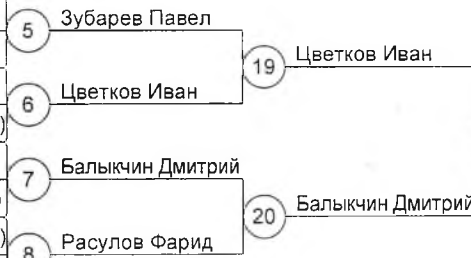 5 Зубарев Павел
19 Цветков Иван
6 Цветков Иван
)
7 Балыкчин Дмитрий
20 Балыкчин Дмитрий
)
8 Расулов Фарид